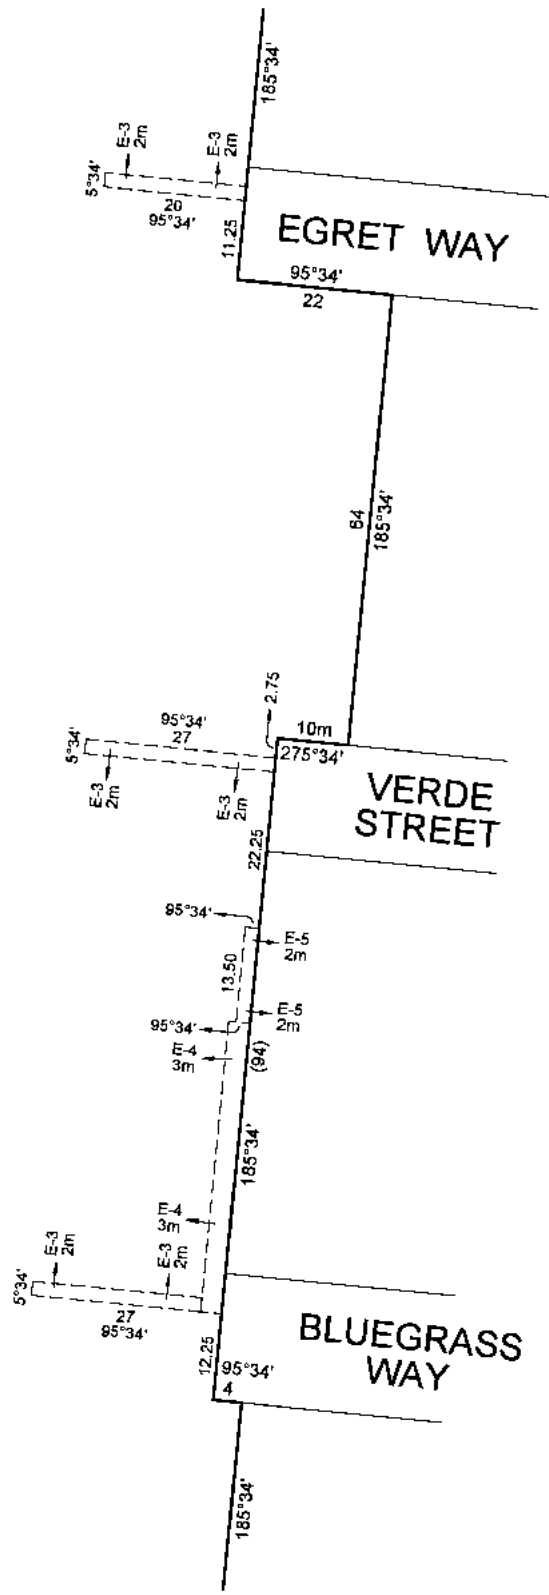 185°34'
E-3
2m
E-3
2m
5°34'
20
95°34'
11.25
EGRET WAY
95°34'
22
64
185°34'
2.75
95°34'
27
5°34'
10m
275°34'
E-3
2m
E-3
2m
VERDE
STREET
22.25
95°34'
E-5
2m
13.50
E-5
2m
95°34'
E-4
3m
(94)
185°34'
E-4
3m
E-3
2m
E-3
2m
5°34'
27
95°34'
BLUEGRASS
WAY
12.25
95°34'
4
185°34'